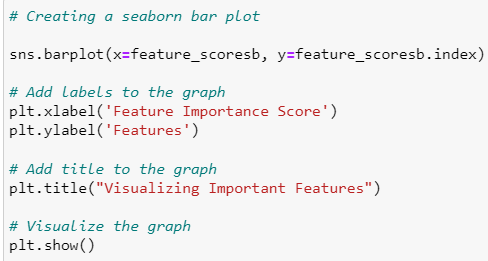 # Creating a seaborn bar plot
sns.barplot(x=feature_scoresb, y=feature_scoresb.index)
# Add labels to the graph
plt.xlabel('Feature Importance Score')
plt.ylabel('Features')
# Add title to the graph
plt.title("Visualizing Important Features")
# Visualize the graph
plt.show()